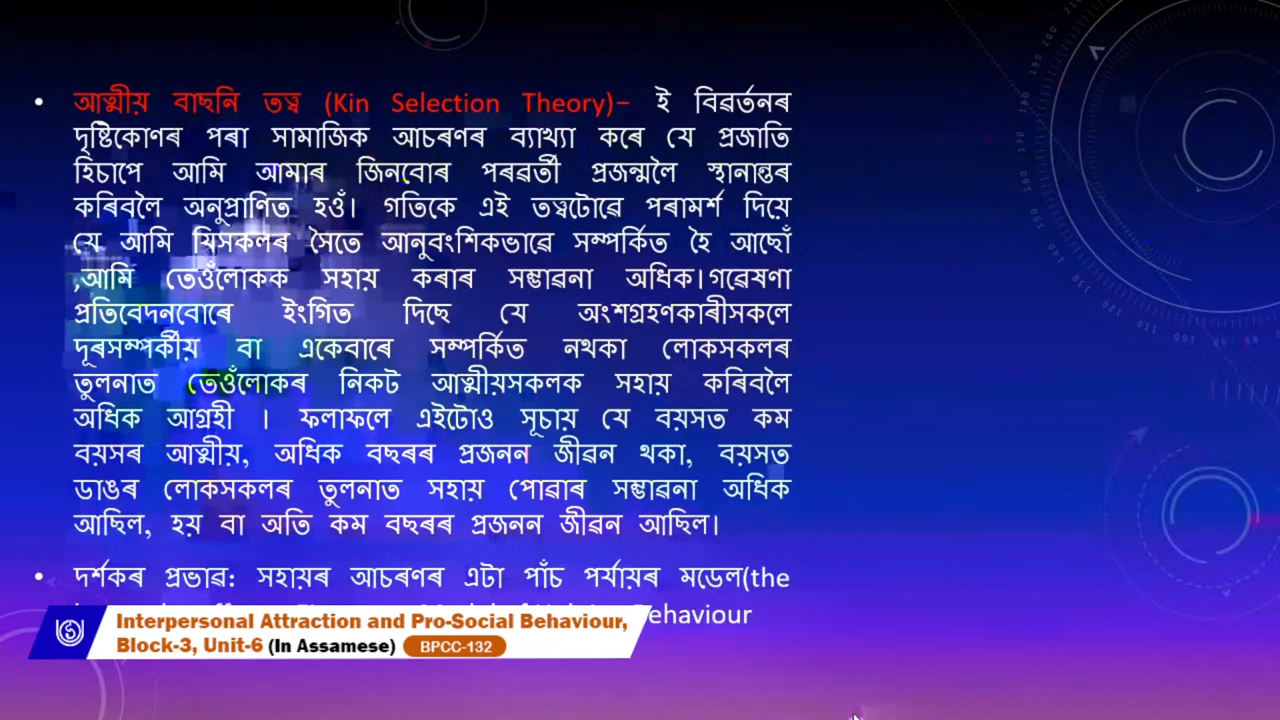 • আত্মীয় বাছনি তত্ব (Kin Selection Theory)– ই বিৱৰ্তনৰ
দৃষ্টিকোণৰ পৰা সামাজিক আচৰণৰ ব্যাখ্যা কৰে যে প্ৰজাতি
হিচাপে আমি আমাৰ জিনবোৰ পৰৱৰ্তী প্ৰজন্মলৈ স্থানান্তৰ
কৰিবলৈ অনুপ্ৰাণিত হওঁ। গতিকে এই তত্বটোৱে পৰামৰ্শ দিয়ে
যে আমি যিসকলৰ সৈতে আনুবংশিকভাৱে সম্পৰ্কিত হৈ আছোঁ
,আমি তেওঁলোকক সহায় কৰাৰ সম্ভাৱনা অধিক।গৱেষণা
প্ৰতিবেদনবোৰে ইংগিত দিছে যে অংশগ্ৰহণকাৰীসকলে
দূৰসম্পৰ্কীয় বা একেবাৰে সম্পৰ্কিত নথকা লোকসকলৰ
তুলনাত তেওঁলোকৰ নিকট আত্মীয়সকলক সহায় কৰিবলৈ
অধিক আগ্ৰহী । ফলাফলে এইটোও সূচায় যে বয়সত কম
বয়সৰ আত্মীয়, অধিক বছৰৰ প্ৰজনন জীৱন থকা, বয়সত
ডাঙৰ লোকসকলৰ তুলনাত সহায় পোৱাৰ সম্ভাৱনা অধিক
আছিল, হয় বা অতি কম বছৰৰ প্ৰজনন জীৱন আছিল।
• দৰ্শকৰ প্ৰভাৱ: সহায়ৰ আচৰণৰ এটা পাঁচ পৰ্যায়ৰ মডেল(the
ehaviour
Interpersonal Attraction and Pro-Social Behaviour,
Block-3, Unit-6 (In Assamese) BPCC-132